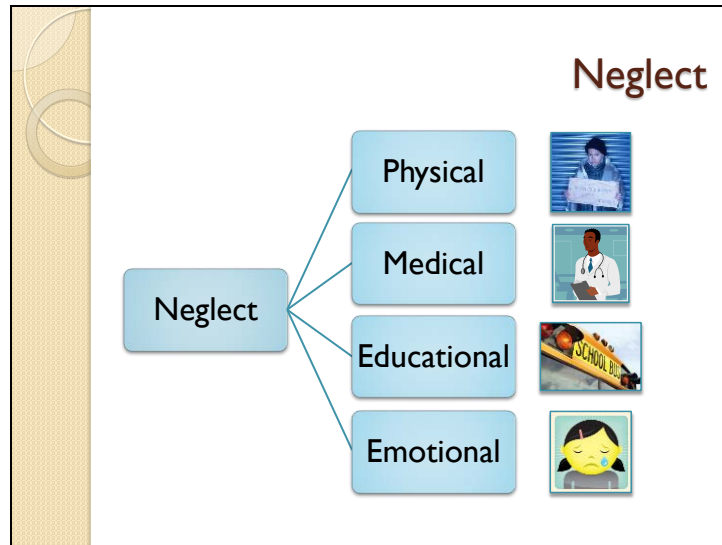 Neglect
Neglect
Physical
Medical
Educational
Emotional
SCHOOL BUS